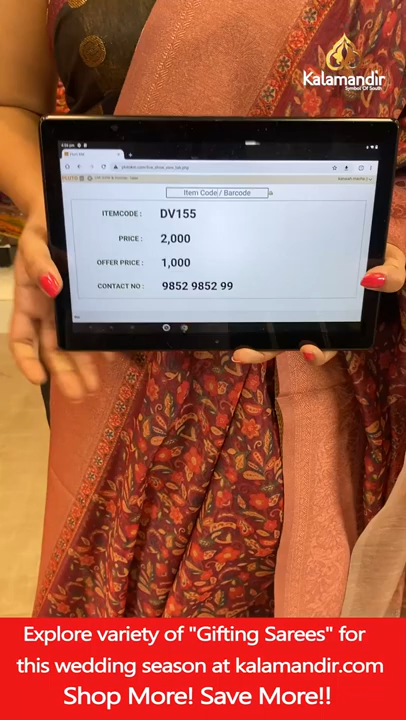 Kalamandir
Symbol Of South
Item Code / Barcode
ITEMCODE : DV155
PRICE : 2,000
OFFER PRICE : 1,000
CONTACT NO : 9852 9852 99
Explore variety of "Gifting Sarees" for
this wedding season at kalamandir.com
Shop More! Save More!!